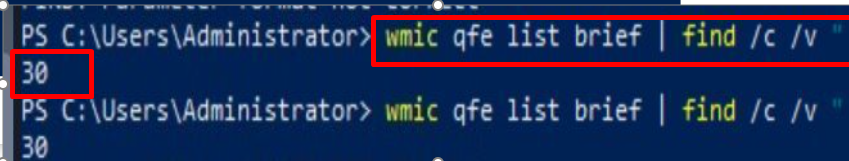 PS C:\Users\Administrator> wmic qfe list brief | find /c /v "
30
PS C:\Users\Administrator> wmic qfe list brief | find /c /v "
30